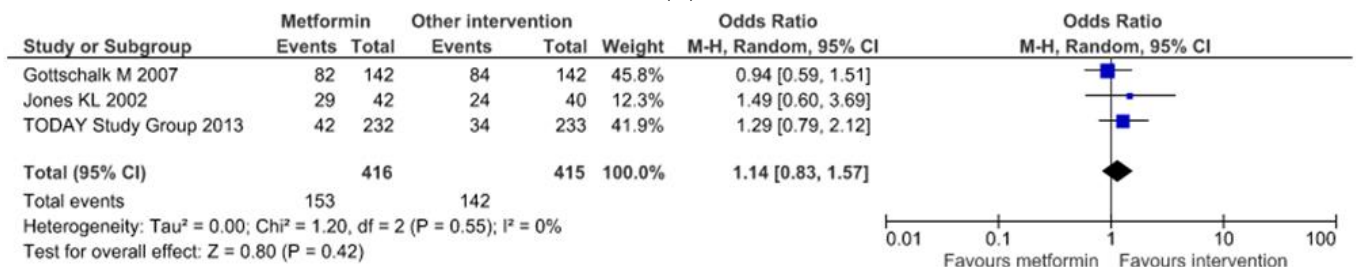 Metformin Other intervention Odds Ratio Odds Ratio
Study or Subgroup Events Total Events Total Weight M-H, Random, 95% CI M-H, Random, 95% CI
Gottschalk M 2007 82 142 84 142 45.8% 0.94 [0.59, 1.51]
Jones KL 2002 29 42 24 40 12.3% 1.49 [0.60, 3.69]
TODAY Study Group 2013 42 232 34 233 41.9% 1.29 [0.79, 2.12]
Total (95% CI) 416 415 100.0% 1.14 [0.83, 1.57]
Total events 153 142
Heterogeneity: Tau² = 0.00; Chi² = 1.20, df = 2 (P = 0.55); I² = 0%
Test for overall effect: Z = 0.80 (P = 0.42)
0.01 0.1 1 10 100
Favours metformin Favours intervention